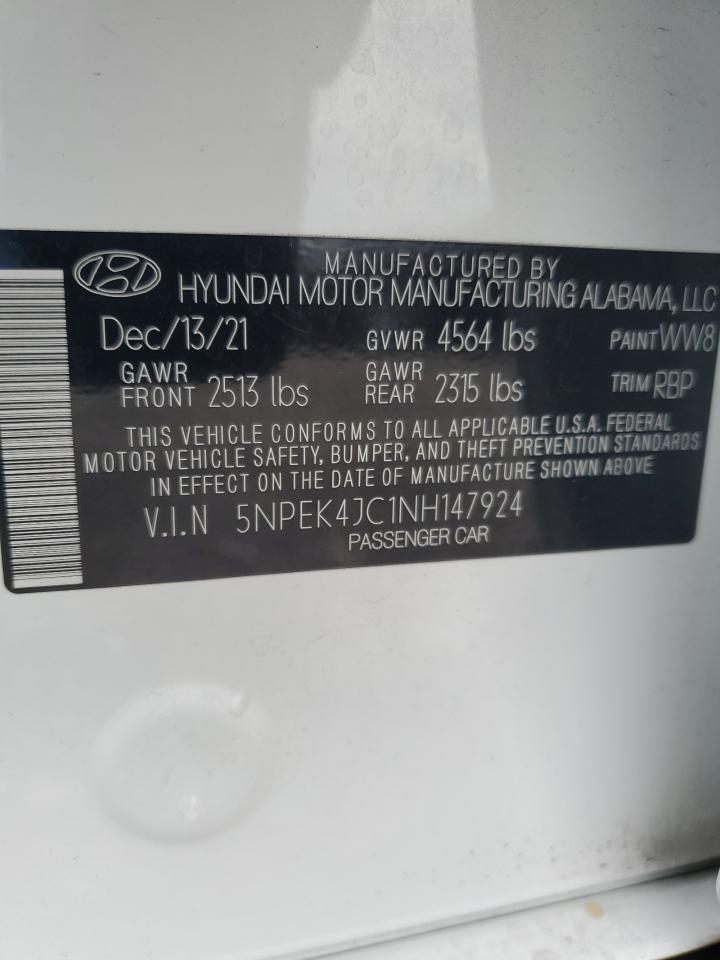 MANUFACTURED BY
HYUNDAI MOTOR MANUFACTURING ALABAMA, LLC
Dec/13/21 GVWR 4564 lbs PAINT WW8
GAWR FRONT 2513 lbs GAWR REAR 2315 lbs TRIM RBP
THIS VEHICLE CONFORMS TO ALL APPLICABLE U.S.A. FEDERAL
MOTOR VEHICLE SAFETY, BUMPER, AND THEFT PREVENTION STANDARDS
IN EFFECT ON THE DATE OF MANUFACTURE SHOWN ABOVE
V.I.N 5NPEK4JC1NH147924
PASSENGER CAR